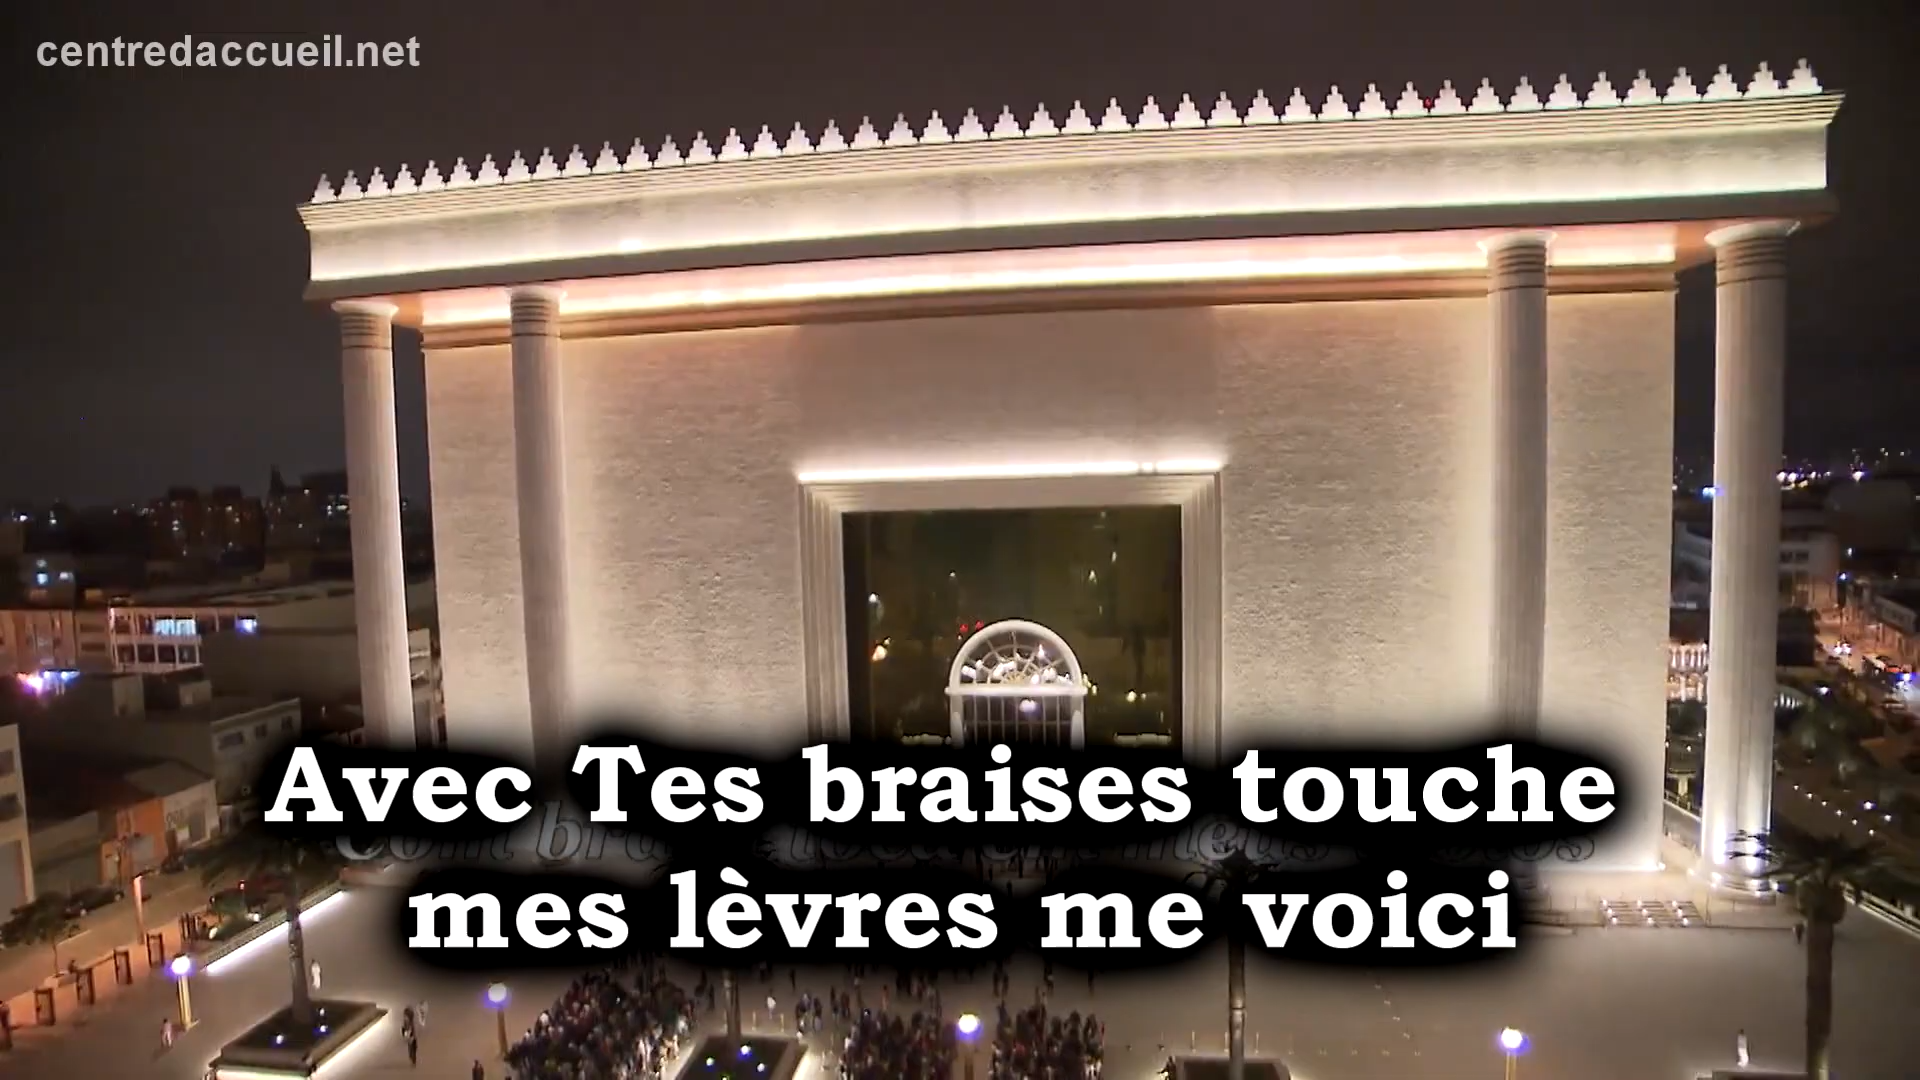 centredaccueil.net
Avec Tes braises touche
mes lèvres me voici